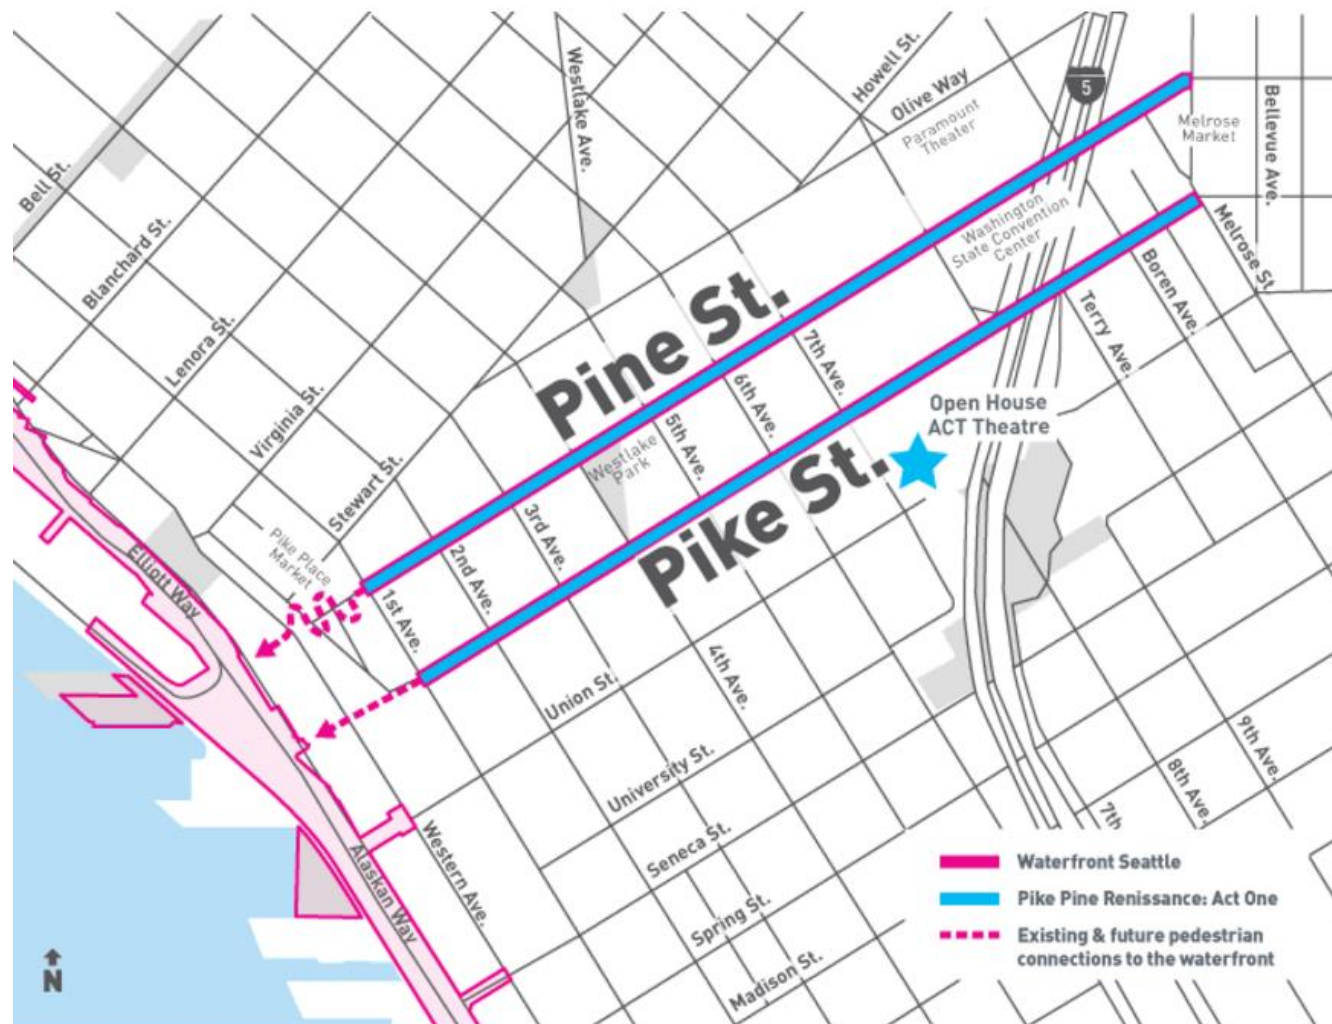 Westlake Ave.
Howell St.
Olive Way
5
Paramount
Theater
Melrose
Market
Bellevue Ave.
Bell St.
Blanchard St.
Washington
State Convention
Center
Melrose St
Boren Ave.
Terry Ave.
Lenora St.
Pine St.
7th Ave.
6th Ave.
5th Ave.
Virginia St.
Open House
ACT Theatre
Westlake
Park
Stewart St.
Pike St.
3rd Ave.
2nd Ave.
1st Ave.
Pike Place
Market
Elliott Way
4th Ave.
Union St.
University St.
9th Ave.
8th Ave.
7th
Seneca St.
Western Ave.
Alaskan Way
Spring St.
Madison St.
Waterfront Seattle
Pike Pine Renissance: Act One
Existing & future pedestrian
connections to the waterfront
N